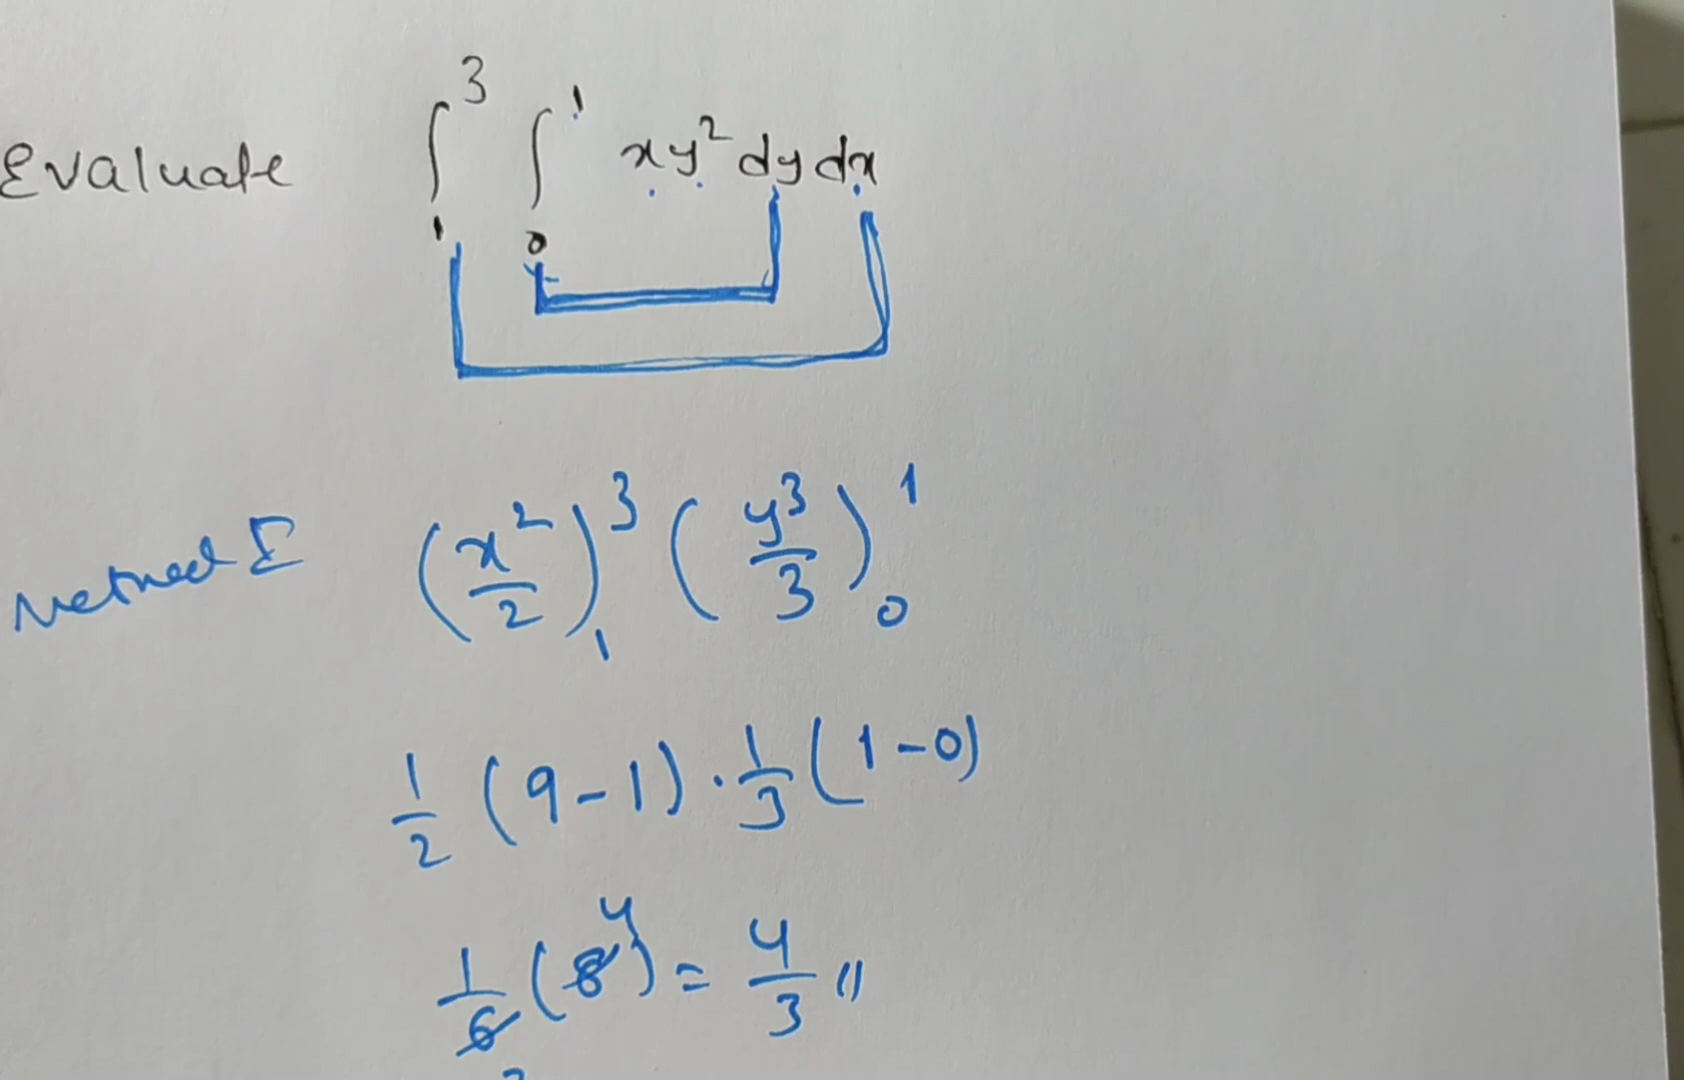 Evaluate ∫₁³ ∫₀¹ xy² dy dx
Method I (x²/2)₁³ (y³/3)₀¹
1/2 (9-1) · 1/3 (1-0)
1/6 (8) 4 = 4/3 //